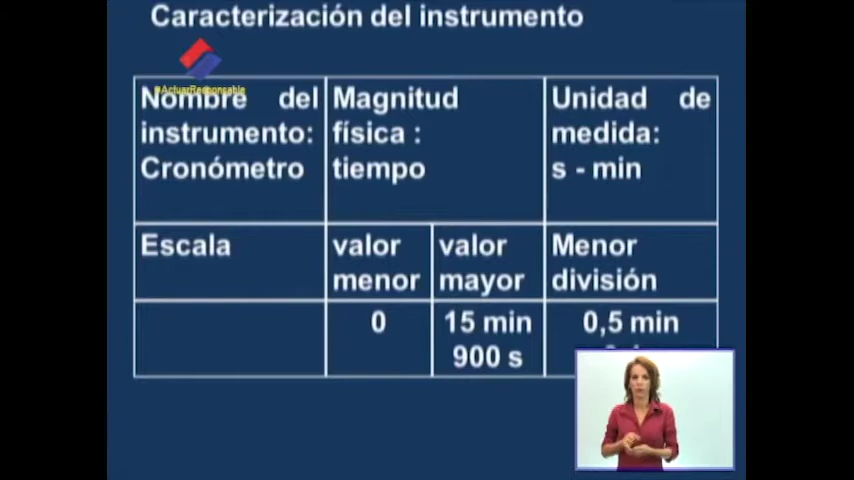 Caracterización del instrumento
#ActuarResponsable
Nombre del
instrumento:
Cronómetro
Magnitud
física :
tiempo
Unidad de
medida:
s - min
Escala
valor
menor
valor
mayor
Menor
división
0
15 min
900 s
0,5 min